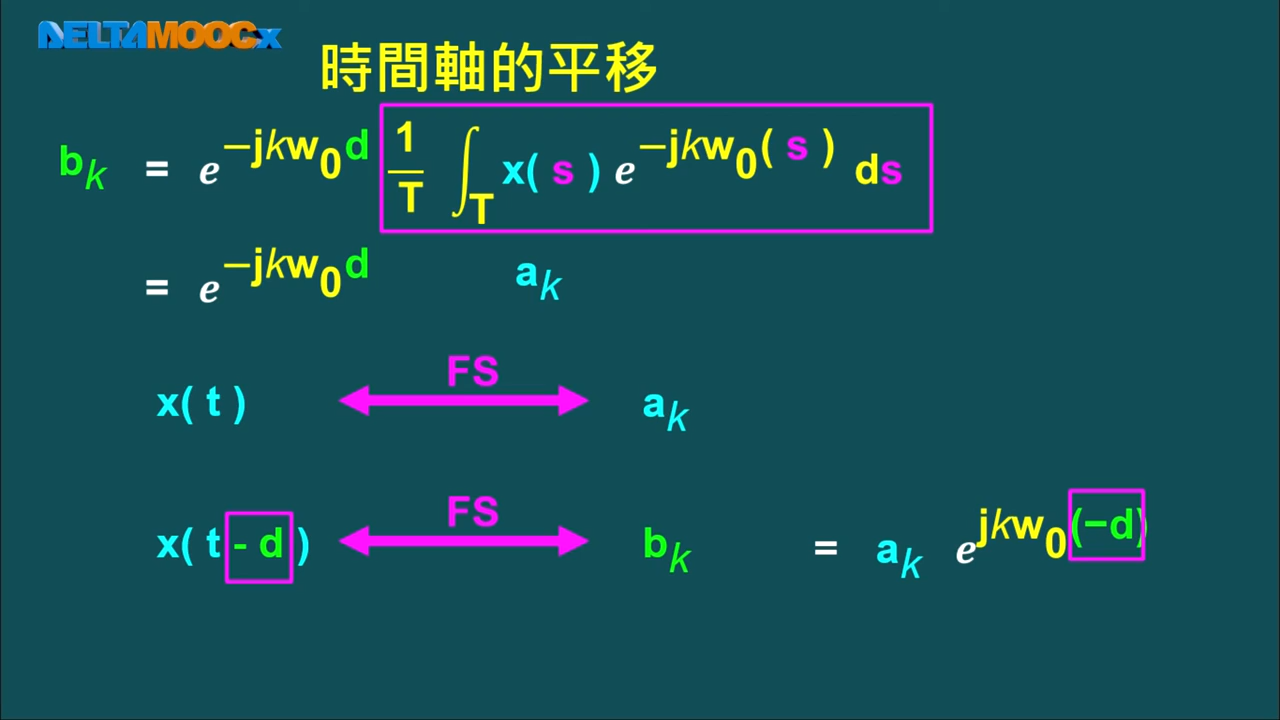 DELTAMOOCx
時間軸的平移
b_k = e^{−jkw_0 d} \frac{1}{T} ∫_T x( s ) e^{−jkw_0( s )} ds
= e^{−jkw_0 d} a_k
FS
x( t ) ⟷ a_k
FS
x( t - d ) ⟷ b_k = a_k e^{jkw_0(−d)}